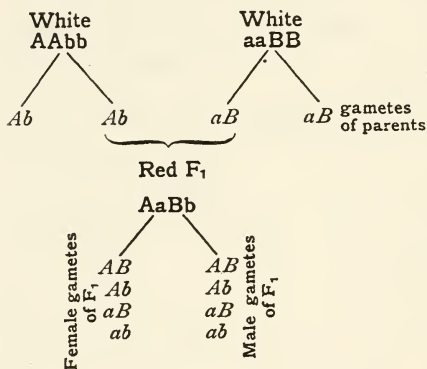 White
AAbb
White
aaBB
Ab
Ab
aB
aB
gametes
of parents
Red F₁
AaBb
Female gametes
of F₁
AB
Ab
aB
ab
AB
Ab
aB
ab
Male gametes
of F₁